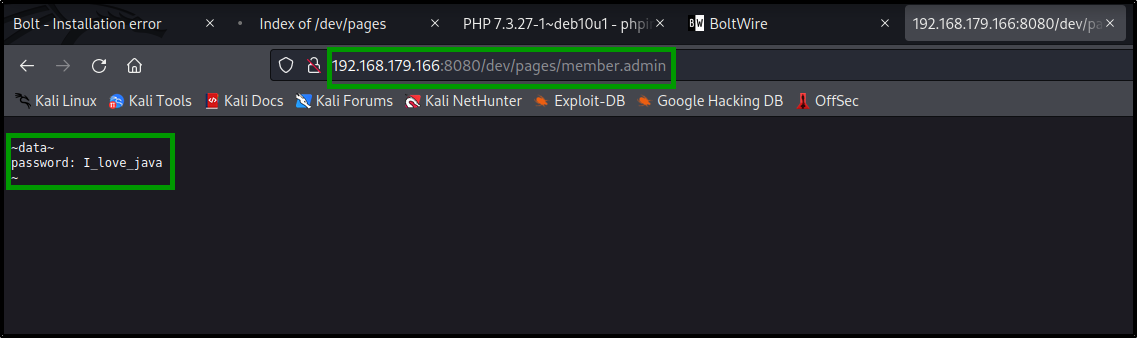 Bolt - Installation error
Index of /dev/pages
PHP 7.3.27-1~deb10u1 - phpin
BW BoltWire
192.168.179.166:8080/dev/pa
192.168.179.166:8080/dev/pages/member.admin
Kali Linux
Kali Tools
Kali Docs
Kali Forums
Kali NetHunter
Exploit-DB
Google Hacking DB
OffSec
~data~
password: I_love_java
~